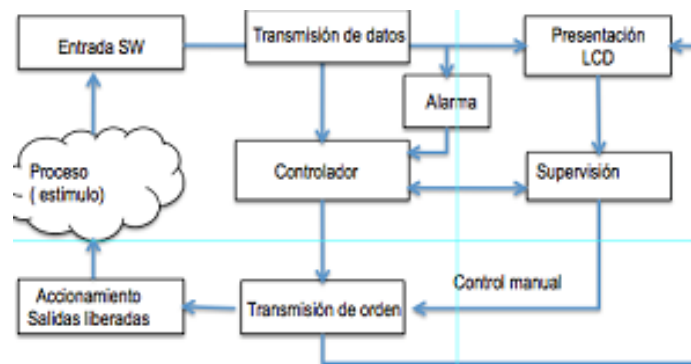 Entrada SW
Transmisión de datos
Presentación
LCD
Alarma
Proceso
( estímulo)
Controlador
Supervisión
Control manual
Accionamiento
Salidas liberadas
Transmisión de orden